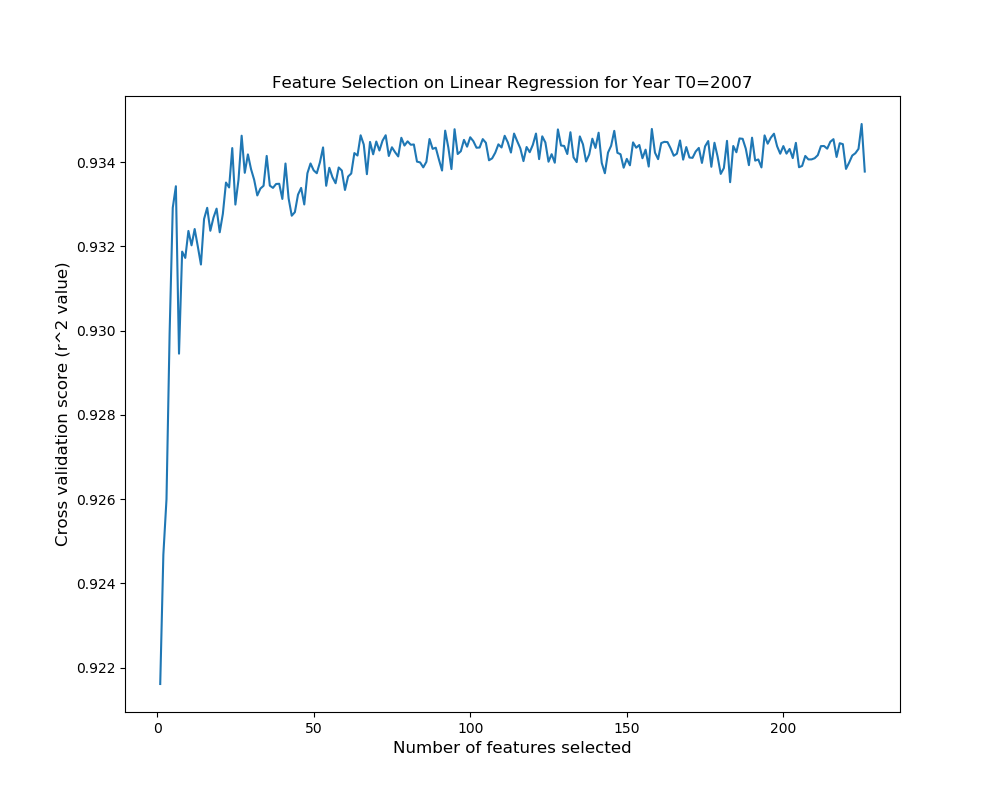 Feature Selection on Linear Regression for Year T0=2007
Cross validation score (r^2 value)
0.934
0.932
0.930
0.928
0.926
0.924
0.922
0 50 100 150 200
Number of features selected